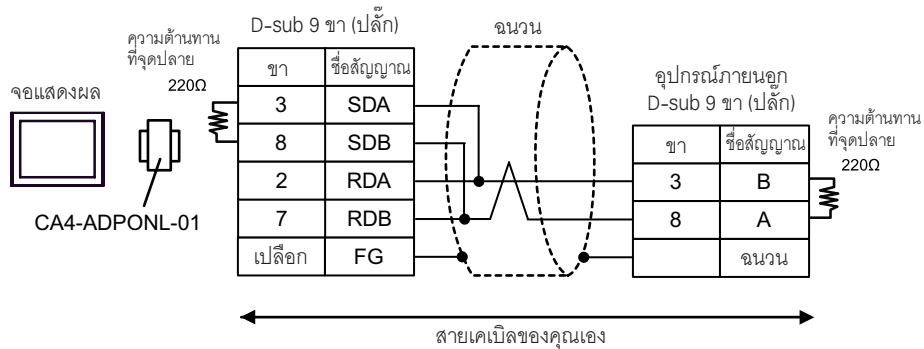 D-sub 9 ขา (ปลั๊ก)
ฉนวน
ความต้านทาน
ที่จุดปลาย
220Ω
จอแสดงผล
CA4-ADPONL-01
ขา ชื่อสัญญาณ
3 SDA
8 SDB
2 RDA
7 RDB
เปลือก FG
อุปกรณ์ภายนอก
D-sub 9 ขา (ปลั๊ก)
ขา ชื่อสัญญาณ
3 B
8 A
ฉนวน
ความต้านทาน
ที่จุดปลาย
220Ω
สายเคเบิลของคุณเอง